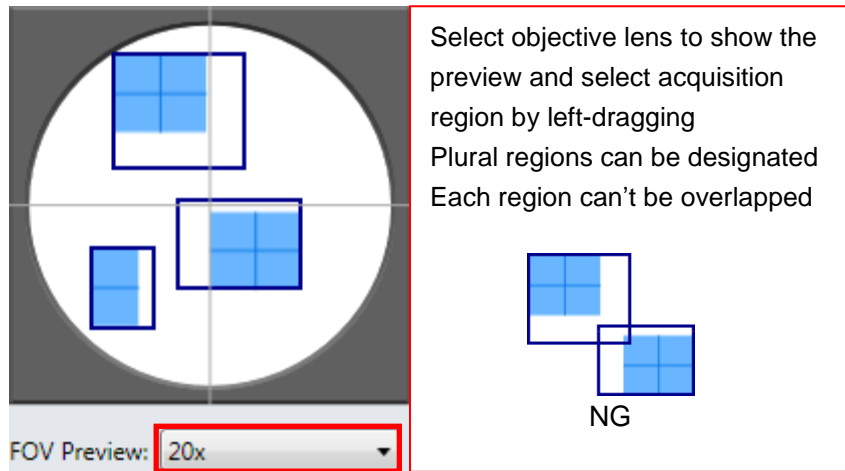 Select objective lens to show the
preview and select acquisition
region by left-dragging
Plural regions can be designated
Each region can’t be overlapped
NG
FOV Preview: 20x